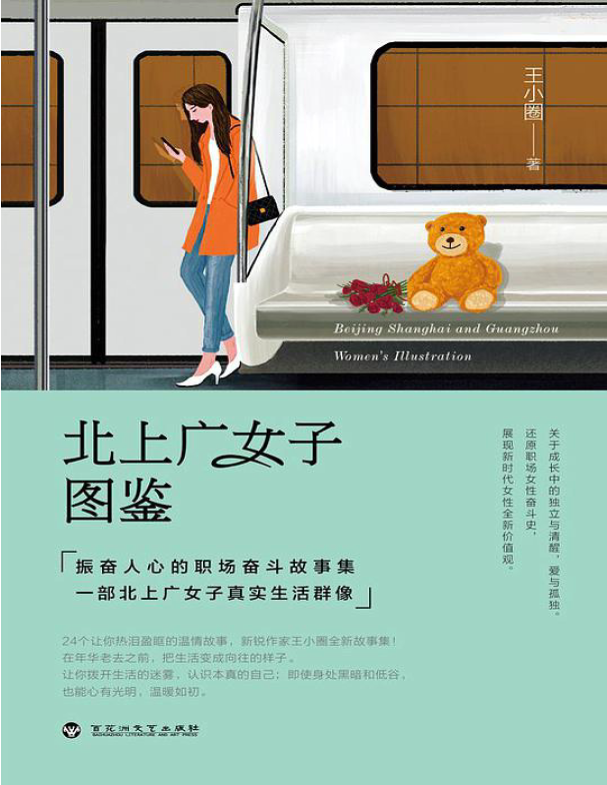 王小圈——著
Beijing Shanghai and Guangzhou
Women's Illustration
北上广女子
图鉴
关于成长中的独立与清醒，爱与孤独。
还原职场女性奋斗史，
展现新时代女性全新价值观。
「振奋人心的职场奋斗故事集
一部北上广女子真实生活群像」
24个让你热泪盈眶的温情故事，新锐作家王小圈全新故事集！
在年华老去之前，把生活变成向往的样子。
让你拨开生活的迷雾，认识本真的自己；即使身处黑暗和低谷，
也能心有光明，温暖如初。
百花洲文艺出版社
BAIHUAZHOU LITERATURE AND ART PRESS